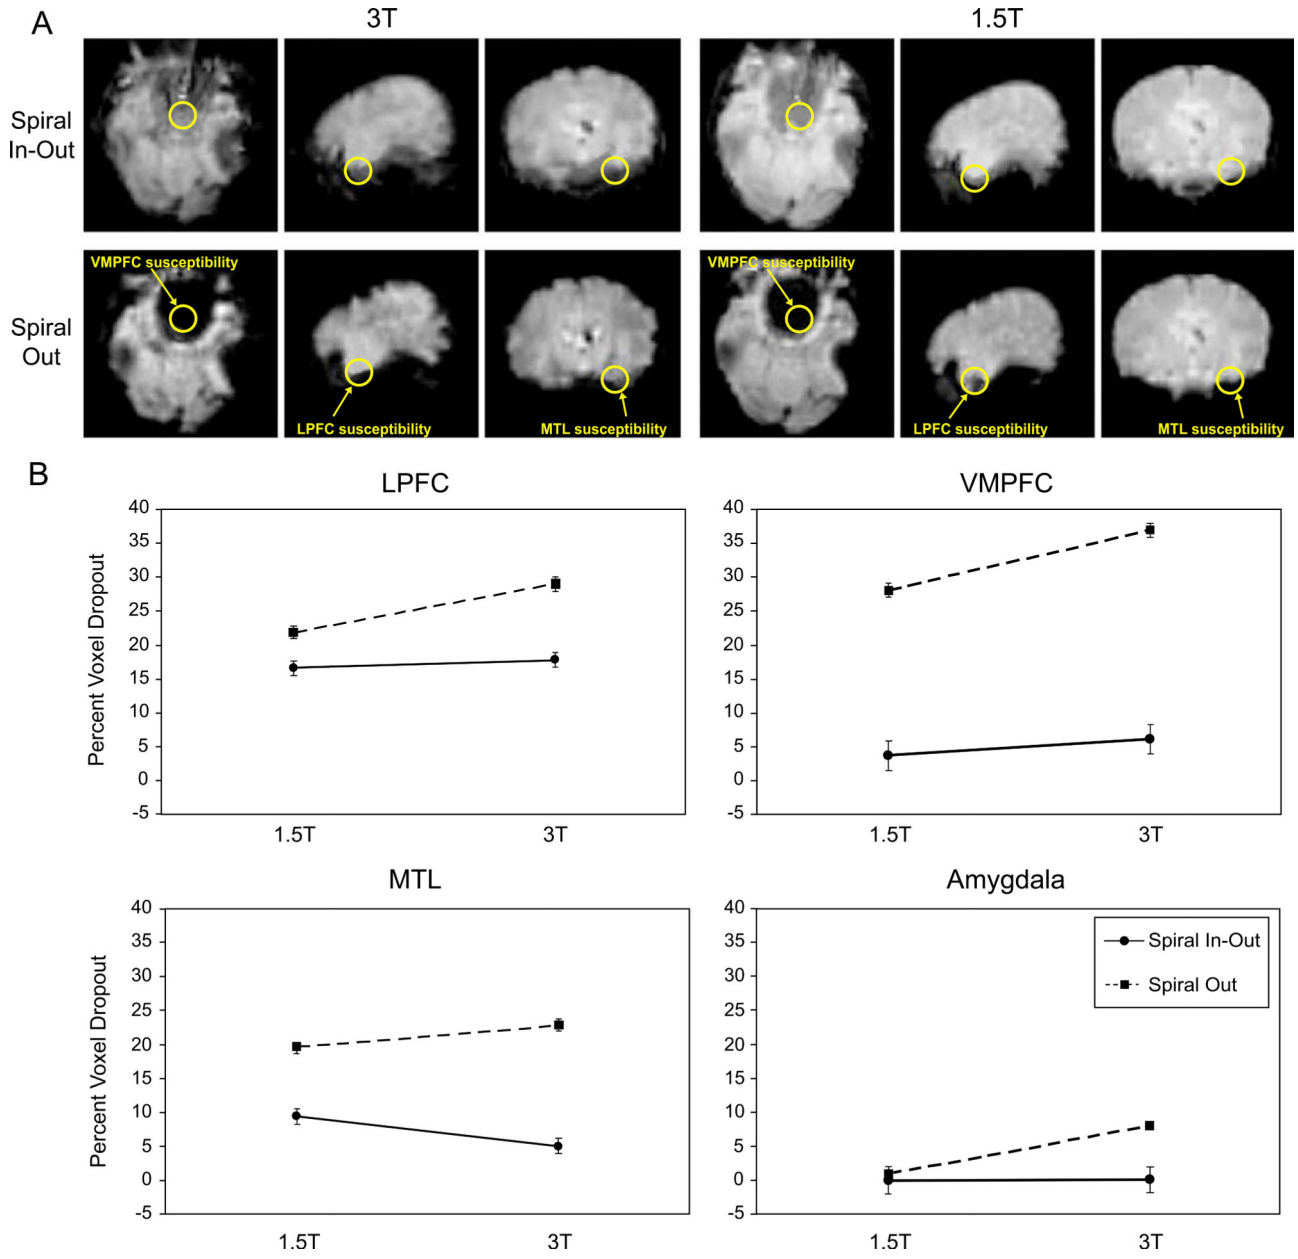 A
3T
1.5T
Spiral
In-Out
VMPFC susceptibility
VMPFC susceptibility
Spiral
Out
LPFC susceptibility
MTL susceptibility
LPFC susceptibility
MTL susceptibility
B
LPFC
Percent Voxel Dropout
40
35
30
25
20
15
10
5
0
-5
1.5T
3T
VMPFC
40
35
30
25
20
15
10
5
0
-5
1.5T
3T
MTL
Percent Voxel Dropout
40
35
30
25
20
15
10
5
0
-5
1.5T
3T
Amygdala
40
35
30
25
20
15
10
5
0
-5
Spiral In-Out
Spiral Out
1.5T
3T